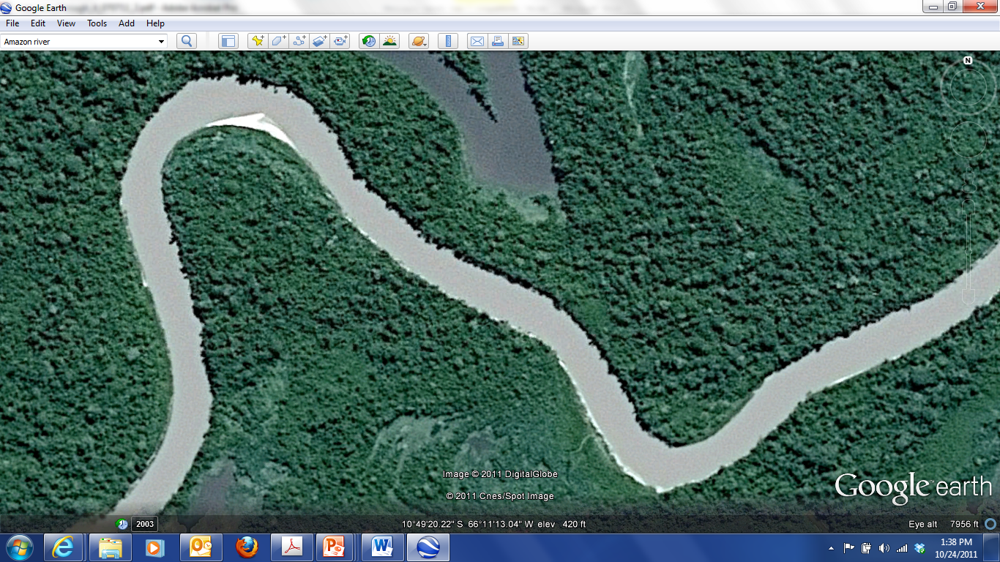 Google Earth
File Edit View Tools Add Help
Amazon river
N
Image © 2011 DigitalGlobe
© 2011 Cnes/Spot Image
Google earth
2003
10°49'20.22" S 66°11'13.04" W elev 420 ft
Eye alt 7956 ft
1:38 PM
10/24/2011